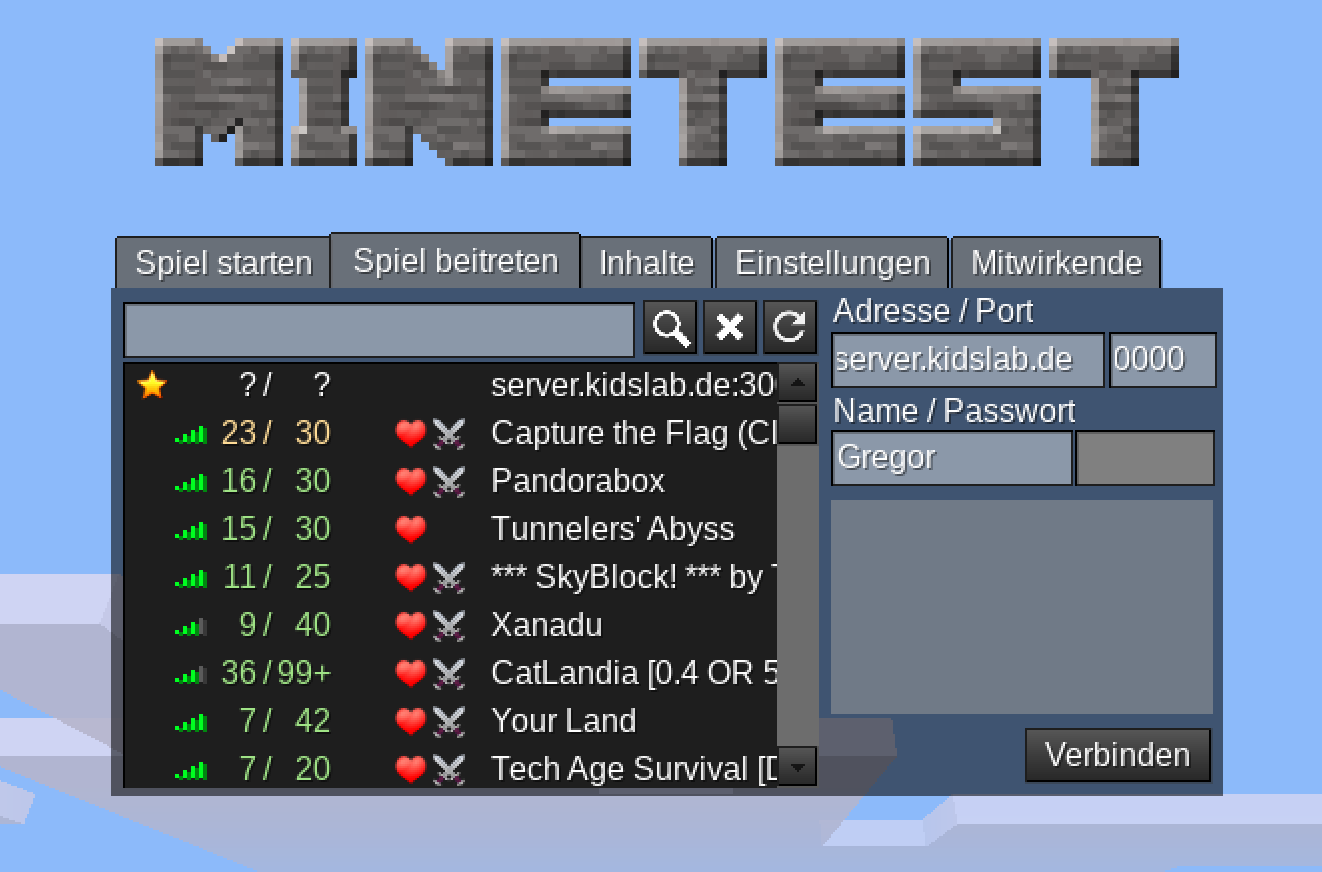 MINETEST
Spiel starten Spiel beitreten Inhalte Einstellungen Mitwirkende
Adresse / Port
server.kidslab.de 0000
Name / Passwort
Gregor
? / ? server.kidslab.de:30
23 / 30 Capture the Flag (C
16 / 30 Pandorabox
15 / 30 Tunnelers' Abyss
11 / 25 *** SkyBlock! *** by
9 / 40 Xanadu
36 / 99+ CatLandia [0.4 OR 5
7 / 42 Your Land
7 / 20 Tech Age Survival [
Verbinden